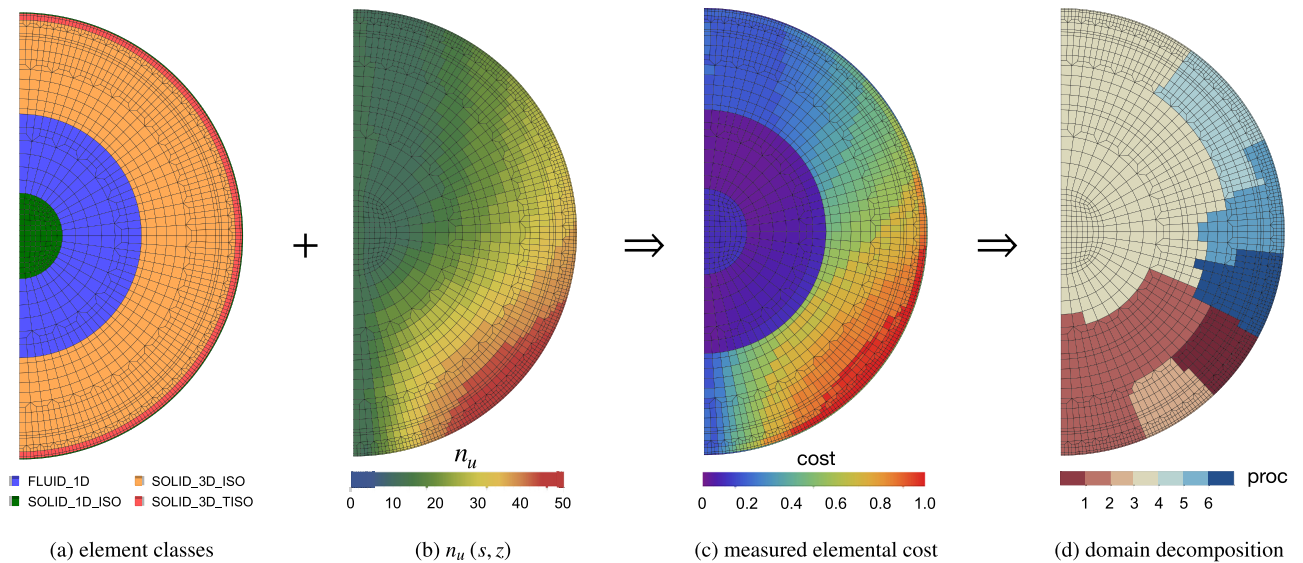 +
⇒
⇒
FLUID_1D
SOLID_3D_ISO
SOLID_1D_ISO
SOLID_3D_TISO
n_u
0 10 20 30 40 50
cost
0 0.2 0.4 0.6 0.8 1.0
proc
1 2 3 4 5 6
(a) element classes
(b) n_u (s, z)
(c) measured elemental cost
(d) domain decomposition